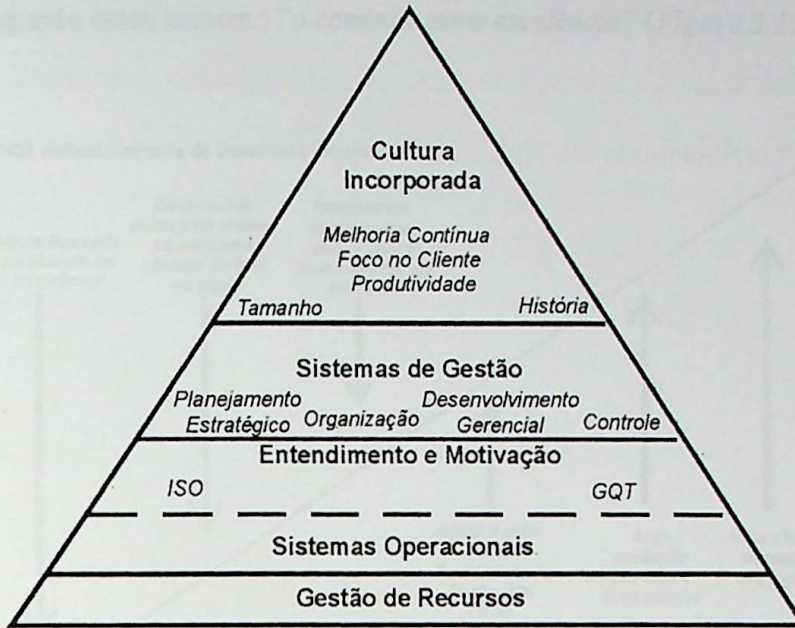 Cultura
Incorporada
Melhoria Contínua
Foco no Cliente
Produtividade
Tamanho História
Sistemas de Gestão
Planejamento Estratégico Organização Desenvolvimento Gerencial Controle
Entendimento e Motivação
ISO GQT
Sistemas Operacionais
Gestão de Recursos